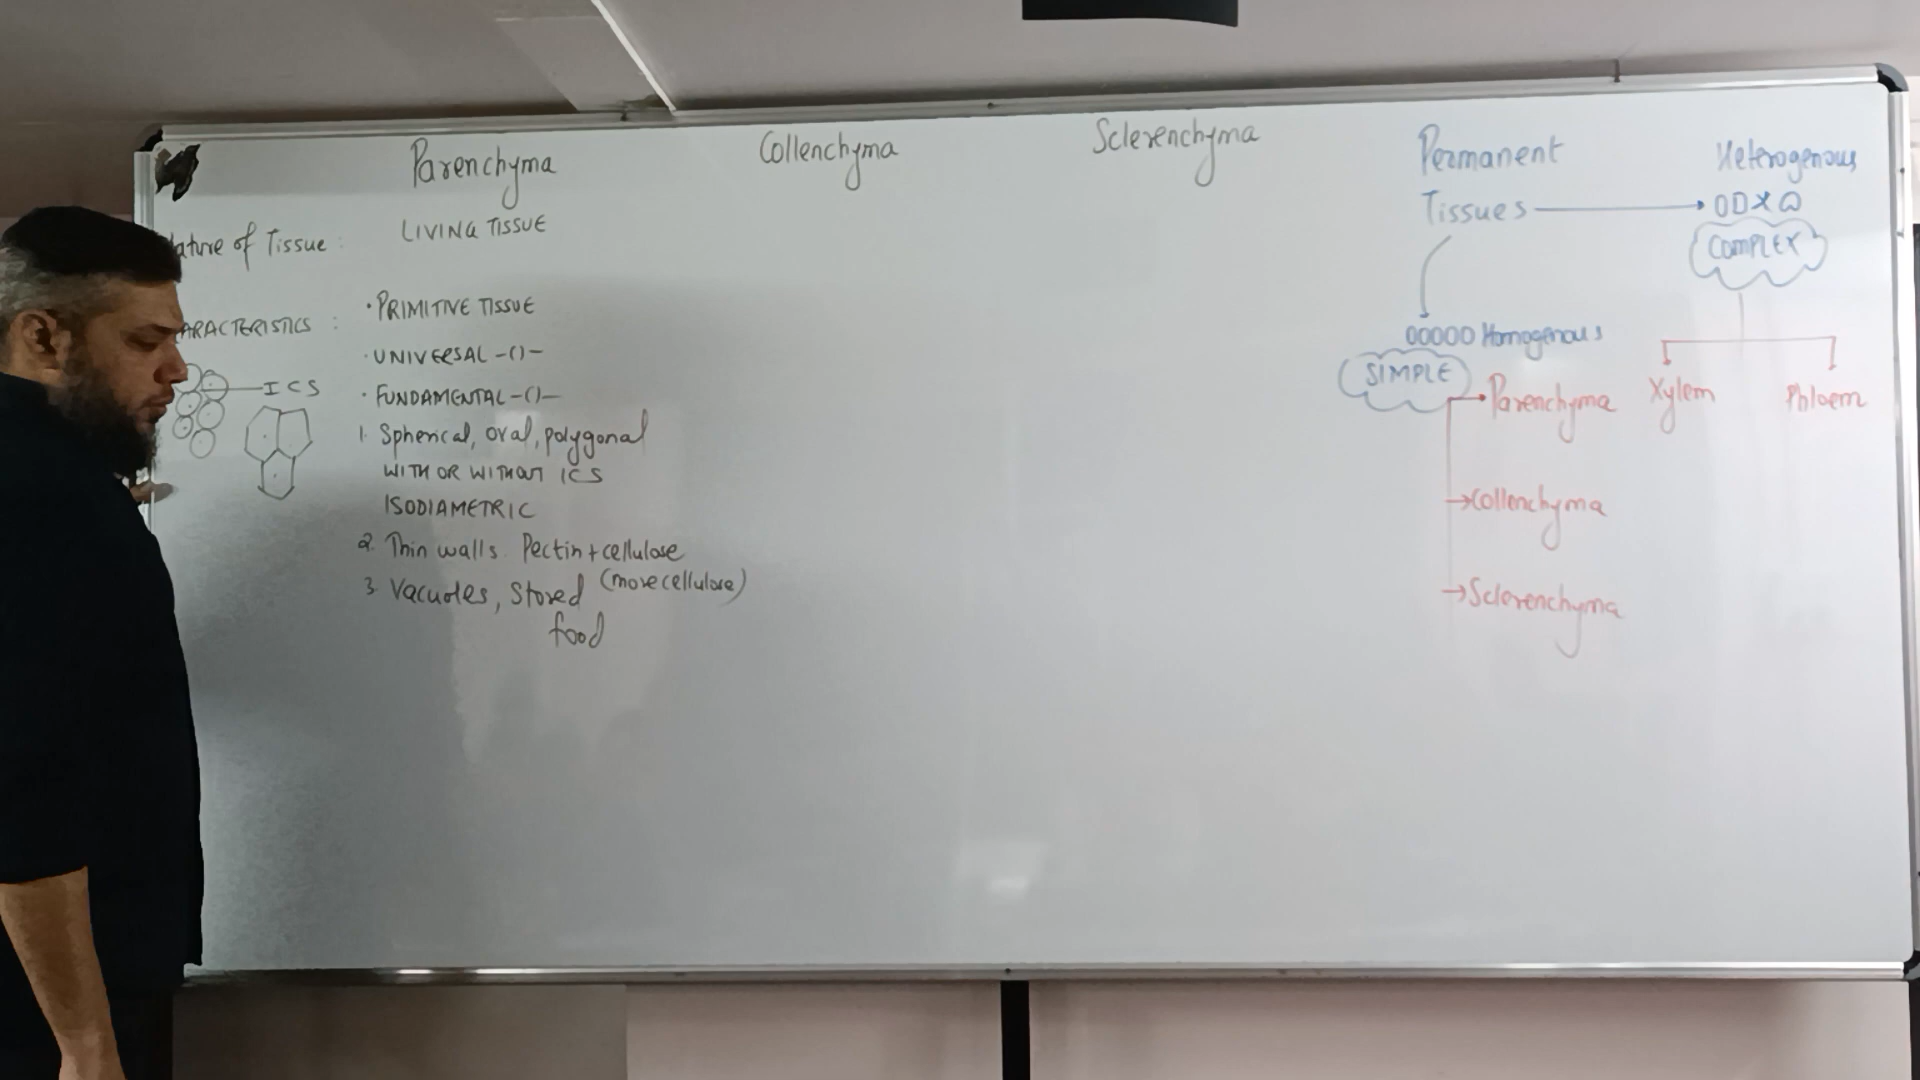 Parenchyma Collenchyma Sclerenchyma
ature of Tissue : LIVING TISSUE
ARACTERISTICS : · PRIMITIVE TISSUE
· UNIVERSAL -()-
· FUNDAMENTAL -()-
ICS
1. Spherical, oval, polygonal
WITH OR WITHOUT ICS
ISODIAMETRIC
2. Thin walls. Pectin + cellulose
(more cellulose)
3. Vacuoles, Stored
food
Permanent
Tissues
Heterogenous
COMPLEX
00000 Homogenous
SIMPLE
Parenchyma
Collenchyma
Sclerenchyma
Xylem Phloem